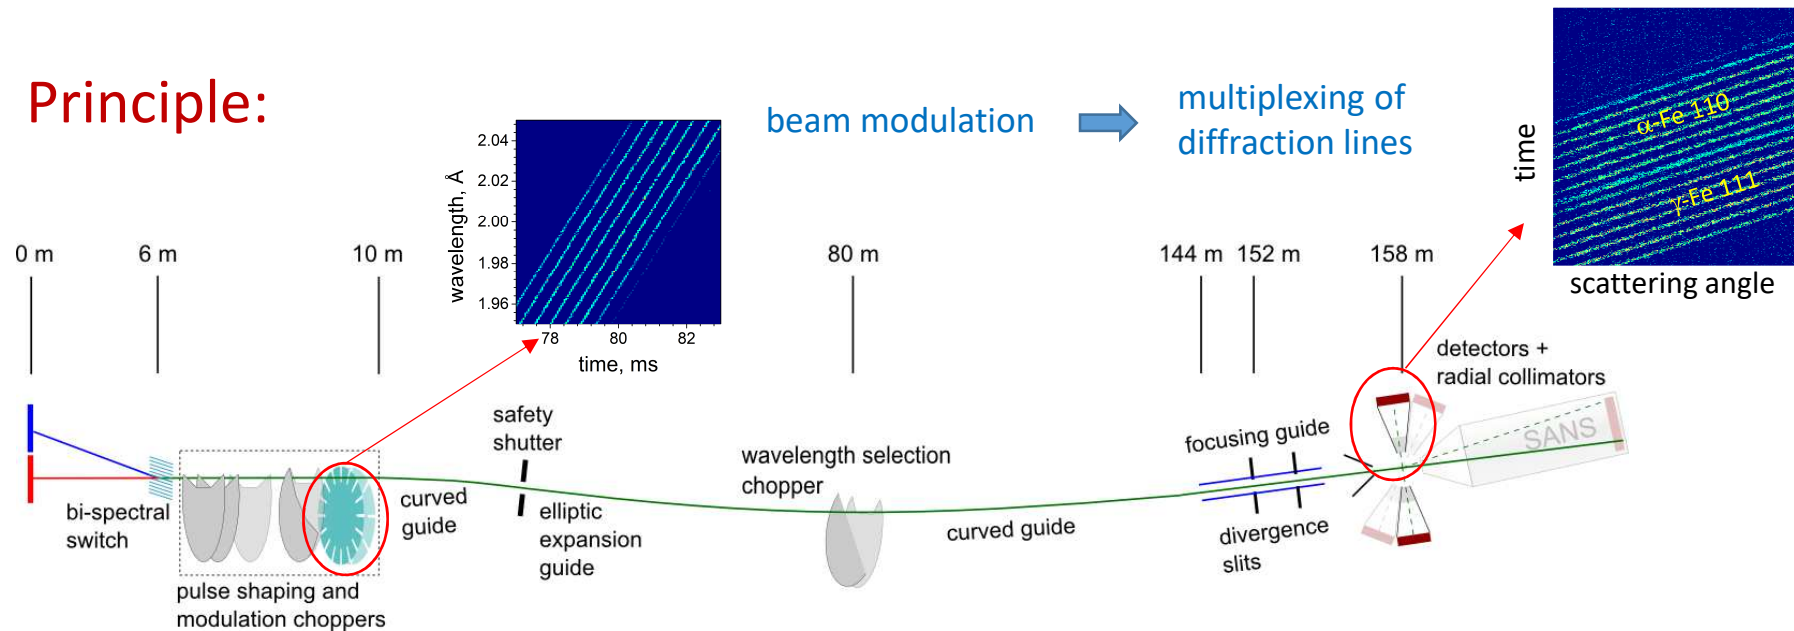 Principle:
beam modulation
multiplexing of
diffraction lines
wavelength, Å
2.04
2.02
2.00
1.98
1.96
78
80
82
time, ms
time
α-Fe 110
γ-Fe 111
scattering angle
0 m
6 m
10 m
80 m
144 m
152 m
158 m
detectors +
radial collimators
safety
shutter
focusing guide
SANS
wavelength selection
chopper
bi-spectral
switch
curved
guide
elliptic
expansion
guide
curved guide
divergence
slits
pulse shaping and
modulation choppers